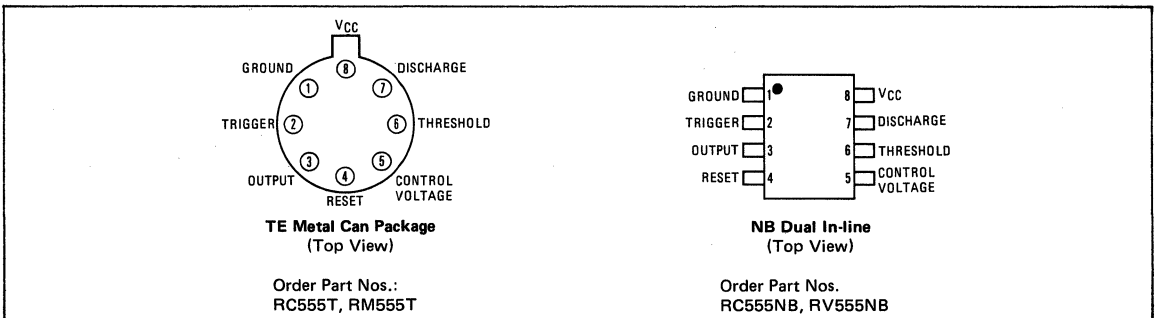 VCC
GROUND
8
DISCHARGE
1
7
TRIGGER
2
6
THRESHOLD
3
5
OUTPUT
4
CONTROL
VOLTAGE
RESET
TE Metal Can Package
(Top View)
Order Part Nos.:
RC555T, RM555T
GROUND 1
8 VCC
TRIGGER 2
7 DISCHARGE
OUTPUT 3
6 THRESHOLD
RESET 4
5 CONTROL
VOLTAGE
NB Dual In-line
(Top View)
Order Part Nos.
RC555NB, RV555NB